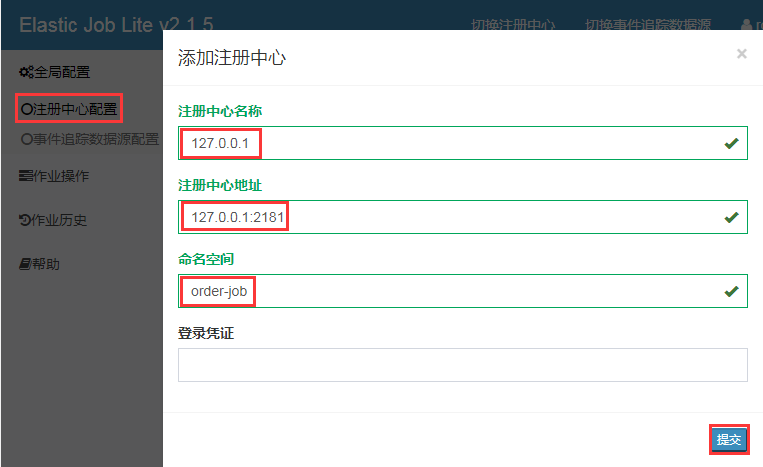 Elastic Job Lite v2.1.5
切换注册中心 切换事件追踪数据源
添加注册中心
全局配置
注册中心配置
事件追踪数据源配置
作业操作
作业历史
帮助
注册中心名称
127.0.0.1
注册中心地址
127.0.0.1:2181
命名空间
order-job
登录凭证
提交